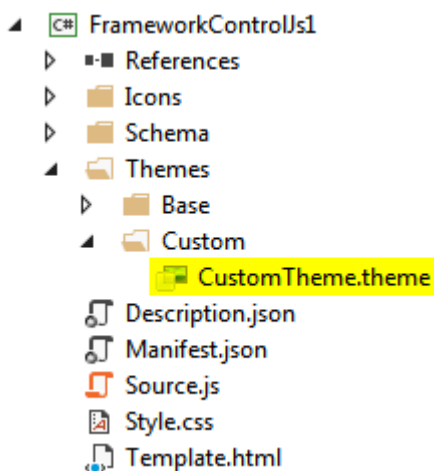 C# FrameworkControlJs1
References
Icons
Schema
Themes
Base
Custom
CustomTheme.theme
Description.json
Manifest.json
Source.js
Style.css
Template.html